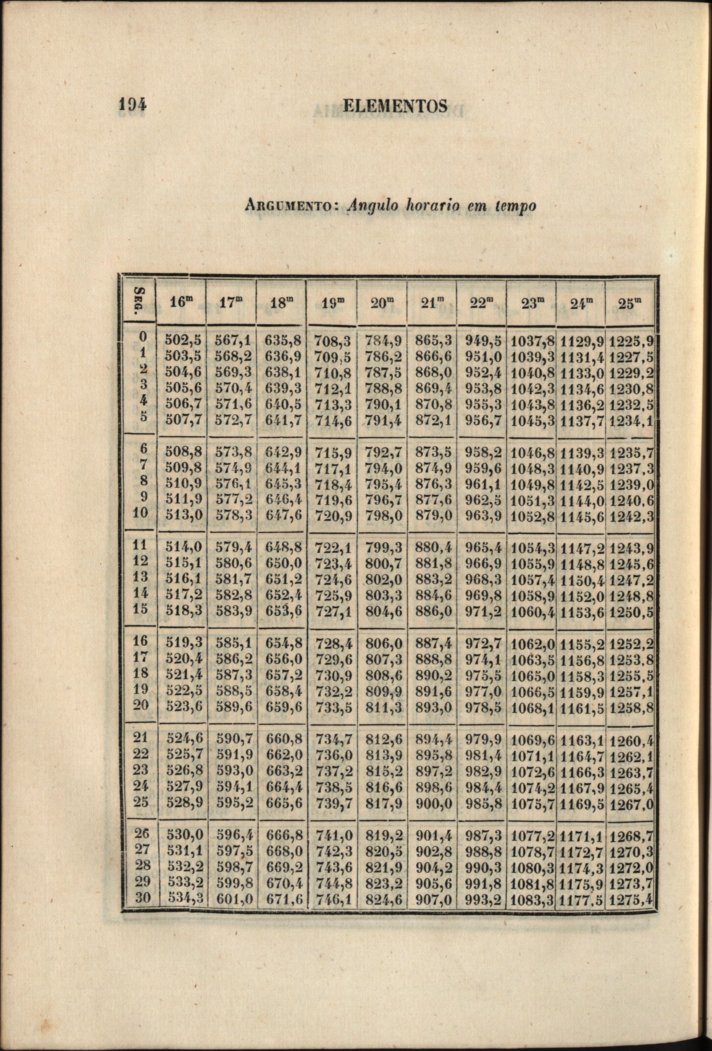 194 ELEMENTOS
ARGUMENTO: Angulo horario em tempo
SEG. 16m 17m 18m 19m 20m 21m 22m 23m 24m 25m
0 502,5 567,1 635,8 708,3 784,9 865,3 949,5 1037,8 1129,9 1225,9
1 503,5 568,2 636,9 709,5 786,2 866,6 951,0 1039,3 1131,4 1227,5
2 504,6 569,3 638,1 710,8 787,5 868,0 952,4 1040,8 1133,0 1229,2
3 505,6 570,4 639,3 712,1 788,8 869,4 953,8 1042,3 1134,6 1230,8
4 506,7 571,6 640,5 713,3 790,1 870,8 955,3 1043,8 1136,2 1232,5
5 507,7 572,7 641,7 714,6 791,4 872,1 956,7 1045,3 1137,7 1234,1
6 508,8 573,8 642,9 715,9 792,7 873,5 958,2 1046,8 1139,3 1235,7
7 509,8 574,9 644,1 717,1 794,0 874,9 959,6 1048,3 1140,9 1237,3
8 510,9 576,1 645,3 718,4 795,4 876,3 961,1 1049,8 1142,5 1239,0
9 511,9 577,2 646,4 719,6 796,7 877,6 962,5 1051,3 1144,0 1240,6
10 513,0 578,3 647,6 720,9 798,0 879,0 963,9 1052,8 1145,6 1242,3
11 514,0 579,4 648,8 722,1 799,3 880,4 965,4 1054,3 1147,2 1243,9
12 515,1 580,6 650,0 723,4 800,7 881,8 966,9 1055,9 1148,8 1245,6
13 516,1 581,7 651,2 724,6 802,0 883,2 968,3 1057,4 1150,4 1247,2
14 517,2 582,8 652,4 725,9 803,3 884,6 969,8 1058,9 1152,0 1248,8
15 518,3 583,9 653,6 727,1 804,6 886,0 971,2 1060,4 1153,6 1250,5
16 519,3 585,1 654,8 728,4 806,0 887,4 972,7 1062,0 1155,2 1252,2
17 520,4 586,2 656,0 729,6 807,3 888,8 974,1 1063,5 1156,8 1253,8
18 521,4 587,3 657,2 730,9 808,6 890,2 975,5 1065,0 1158,3 1255,5
19 522,5 588,5 658,4 732,2 809,9 891,6 977,0 1066,5 1159,9 1257,1
20 523,6 589,6 659,6 733,5 811,3 893,0 978,5 1068,1 1161,5 1258,8
21 524,6 590,7 660,8 734,7 812,6 894,4 979,9 1069,6 1163,1 1260,4
22 525,7 591,9 662,0 736,0 813,9 895,8 981,4 1071,1 1164,7 1262,1
23 526,8 593,0 663,2 737,2 815,2 897,2 982,9 1072,6 1166,3 1263,7
24 527,9 594,1 664,4 738,5 816,6 898,6 984,4 1074,2 1167,9 1265,4
25 528,9 595,2 665,6 739,7 817,9 900,0 985,8 1075,7 1169,5 1267,0
26 530,0 596,4 666,8 741,0 819,2 901,4 987,3 1077,2 1171,1 1268,7
27 531,1 597,5 668,0 742,3 820,5 902,8 988,8 1078,7 1172,7 1270,3
28 532,2 598,7 669,2 743,6 821,9 904,2 990,3 1080,3 1174,3 1272,0
29 533,2 599,8 670,4 744,8 823,2 905,6 991,8 1081,8 1175,9 1273,7
30 534,3 601,0 671,6 746,1 824,6 907,0 993,2 1083,3 1177,5 1275,4